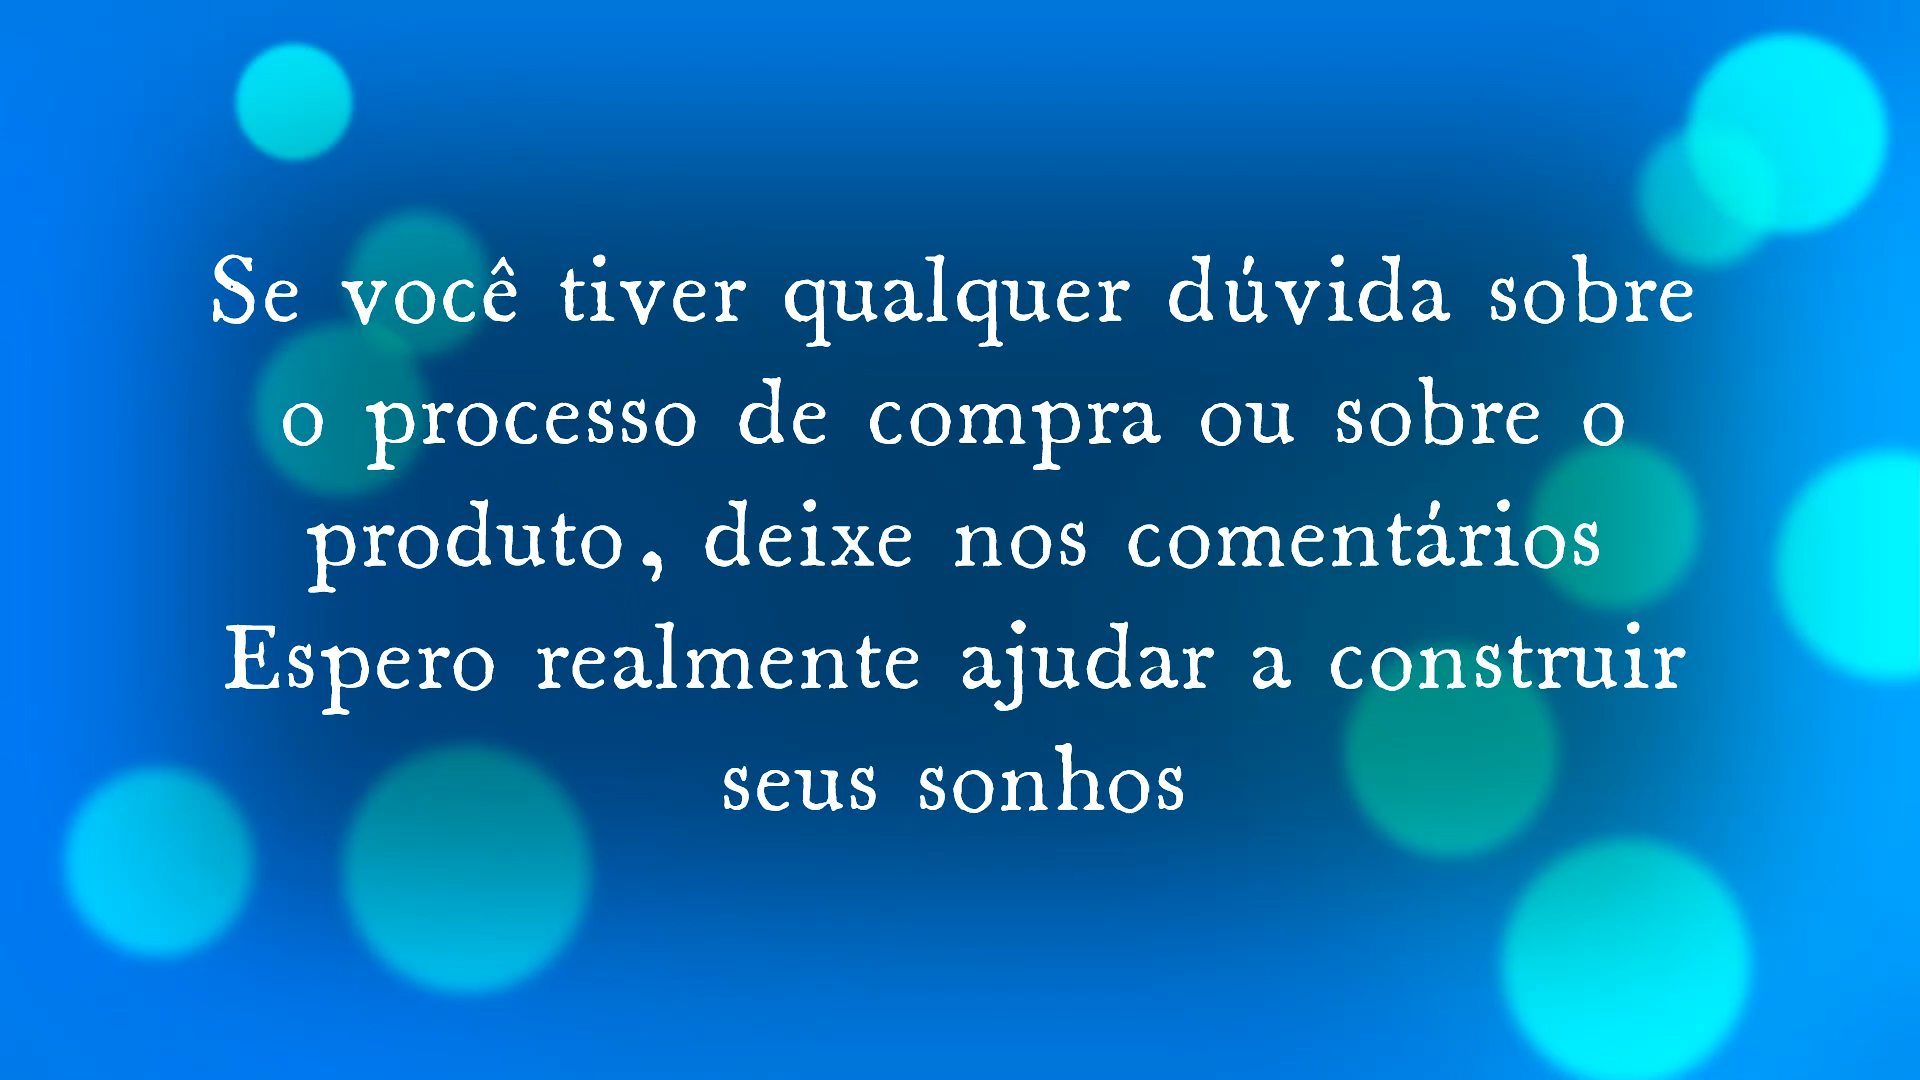 Se você tiver qualquer dúvida sobre
o processo de compra ou sobre o
produto, deixe nos comentários
Espero realmente ajudar a construir
seus sonhos